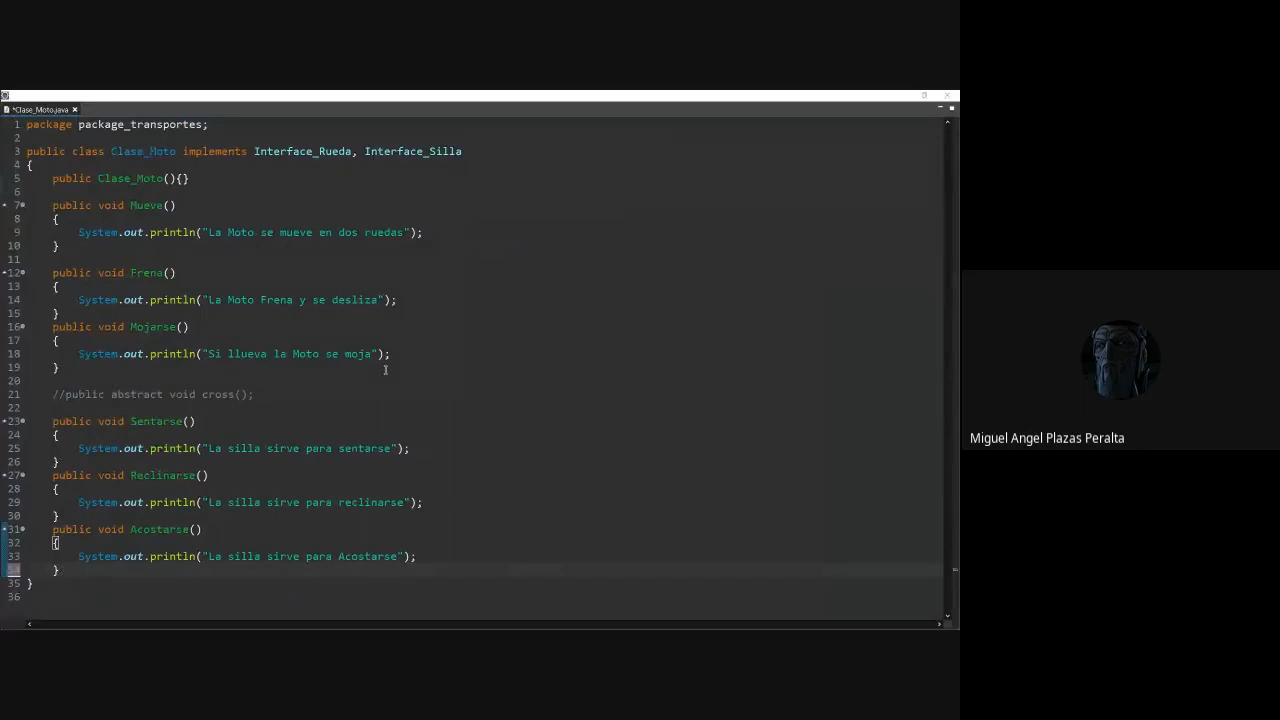 *Clase_Moto.java
1 package package_transportes;
2
3 public class Clase_Moto implements Interface_Rueda, Interface_Silla
4 {
5 public Clase_Moto(){}
6
7 public void Mueve()
8 {
9 System.out.println("La Moto se mueve en dos ruedas");
10 }
11
12 public void Frena()
13 {
14 System.out.println("La Moto Frena y se desliza");
15 }
16 public void Mojarse()
17 {
18 System.out.println("Si llueva la Moto se moja");
19 }
20
21 //public abstract void cross();
22
23 public void Sentarse()
24 {
25 System.out.println("La silla sirve para sentarse");
26 }
27 public void Reclinarse()
28 {
29 System.out.println("La silla sirve para reclinarse");
30 }
31 public void Acostarse()
32 {
33 System.out.println("La silla sirve para Acostarse");
34 }
35 }
36
Miguel Angel Plazas Peralta